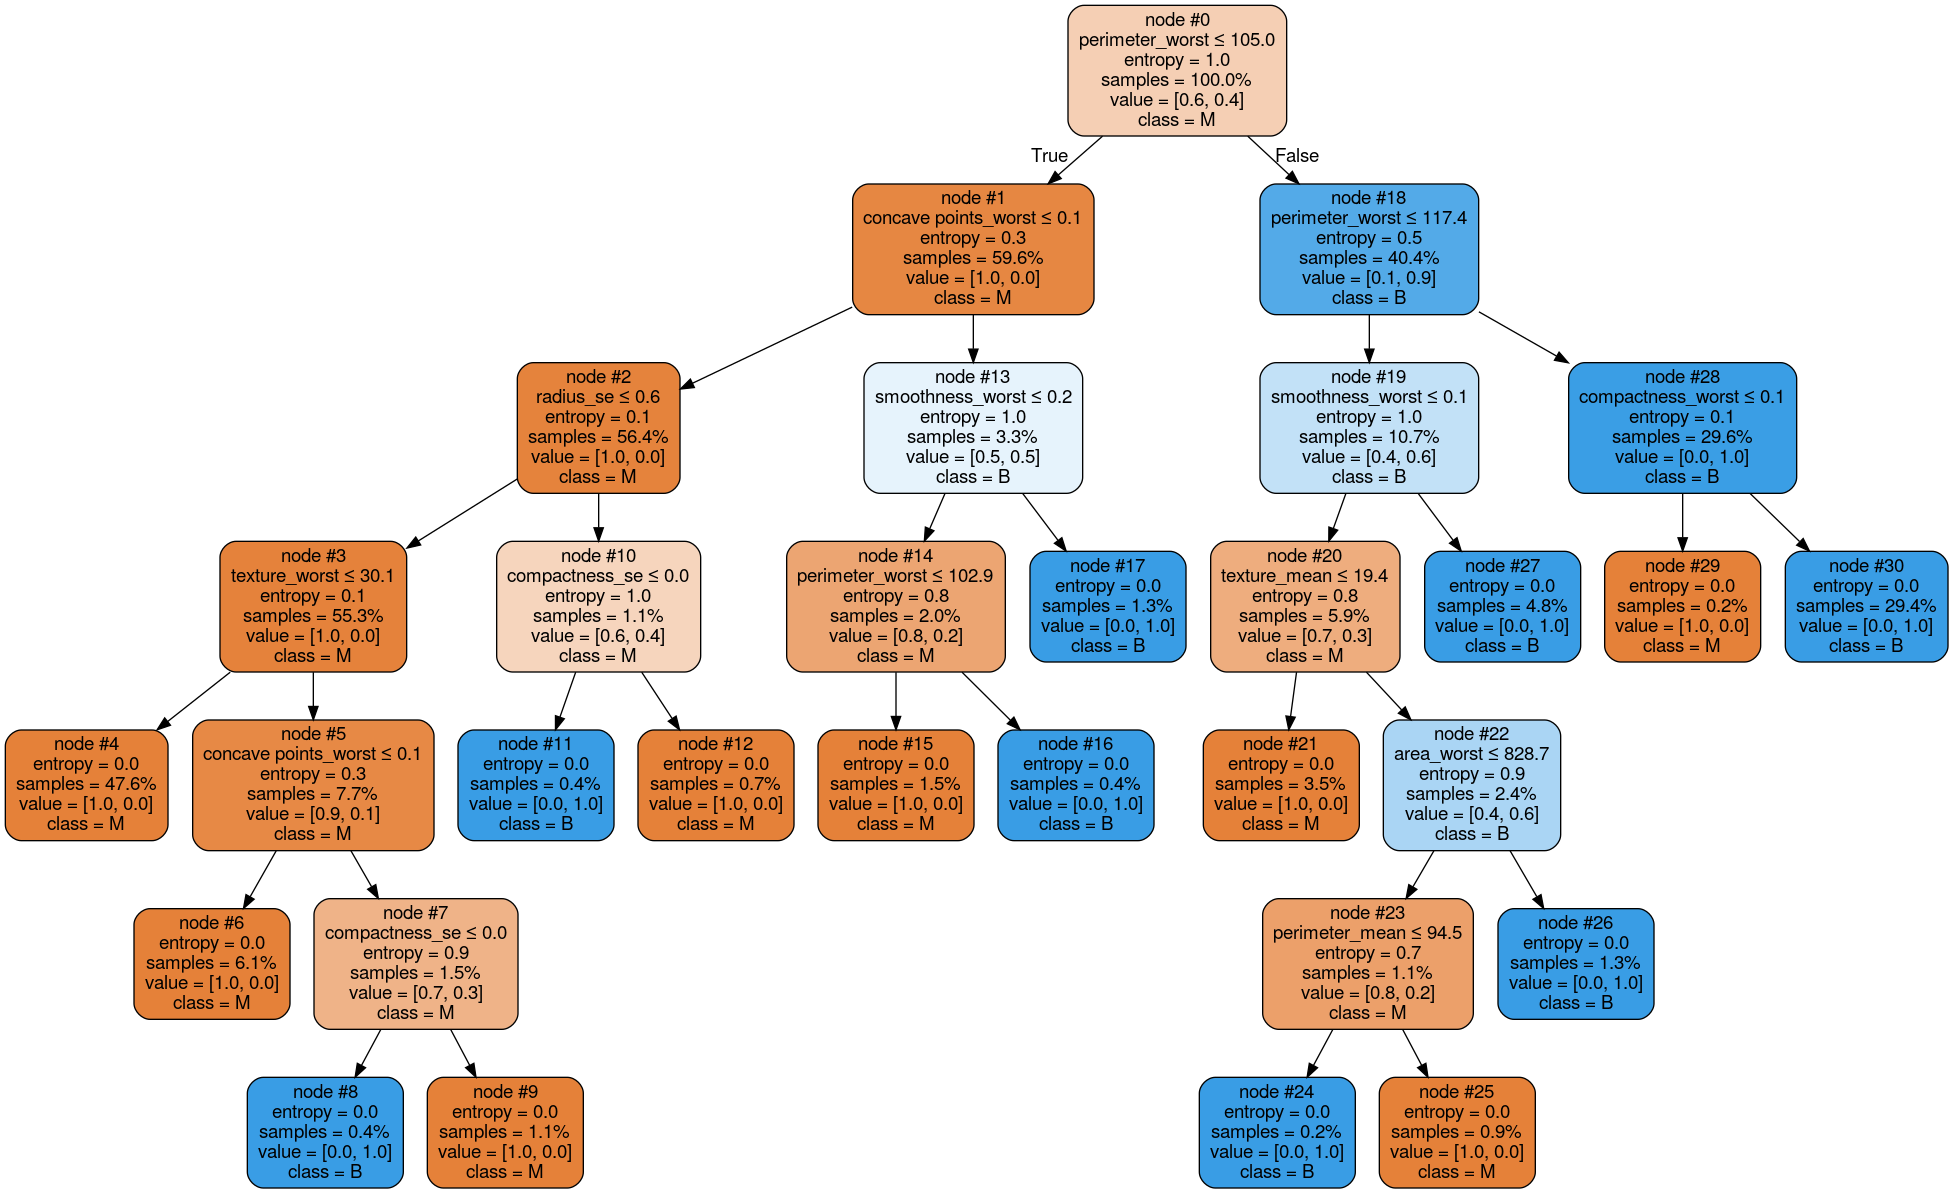 node #0
perimeter_worst ≤ 105.0
entropy = 1.0
samples = 100.0%
value = [0.6, 0.4]
class = M
True
False
node #1
concave points_worst ≤ 0.1
entropy = 0.3
samples = 59.6%
value = [1.0, 0.0]
class = M
node #18
perimeter_worst ≤ 117.4
entropy = 0.5
samples = 40.4%
value = [0.1, 0.9]
class = B
node #2
radius_se ≤ 0.6
entropy = 0.1
samples = 56.4%
value = [1.0, 0.0]
class = M
node #13
smoothness_worst ≤ 0.2
entropy = 1.0
samples = 3.3%
value = [0.5, 0.5]
class = B
node #19
smoothness_worst ≤ 0.1
entropy = 1.0
samples = 10.7%
value = [0.4, 0.6]
class = B
node #28
compactness_worst ≤ 0.1
entropy = 0.1
samples = 29.6%
value = [0.0, 1.0]
class = B
node #3
texture_worst ≤ 30.1
entropy = 0.1
samples = 55.3%
value = [1.0, 0.0]
class = M
node #10
compactness_se ≤ 0.0
entropy = 1.0
samples = 1.1%
value = [0.6, 0.4]
class = M
node #14
perimeter_worst ≤ 102.9
entropy = 0.8
samples = 2.0%
value = [0.8, 0.2]
class = M
node #17
entropy = 0.0
samples = 1.3%
value = [0.0, 1.0]
class = B
node #20
texture_mean ≤ 19.4
entropy = 0.8
samples = 5.9%
value = [0.7, 0.3]
class = M
node #27
entropy = 0.0
samples = 4.8%
value = [0.0, 1.0]
class = B
node #29
entropy = 0.0
samples = 0.2%
value = [1.0, 0.0]
class = M
node #30
entropy = 0.0
samples = 29.4%
value = [0.0, 1.0]
class = B
node #4
entropy = 0.0
samples = 47.6%
value = [1.0, 0.0]
class = M
node #5
concave points_worst ≤ 0.1
entropy = 0.3
samples = 7.7%
value = [0.9, 0.1]
class = M
node #11
entropy = 0.0
samples = 0.4%
value = [0.0, 1.0]
class = B
node #12
entropy = 0.0
samples = 0.7%
value = [1.0, 0.0]
class = M
node #15
entropy = 0.0
samples = 1.5%
value = [1.0, 0.0]
class = M
node #16
entropy = 0.0
samples = 0.4%
value = [0.0, 1.0]
class = B
node #21
entropy = 0.0
samples = 3.5%
value = [1.0, 0.0]
class = M
node #22
area_worst ≤ 828.7
entropy = 0.9
samples = 2.4%
value = [0.4, 0.6]
class = B
node #6
entropy = 0.0
samples = 6.1%
value = [1.0, 0.0]
class = M
node #7
compactness_se ≤ 0.0
entropy = 0.9
samples = 1.5%
value = [0.7, 0.3]
class = M
node #23
perimeter_mean ≤ 94.5
entropy = 0.7
samples = 1.1%
value = [0.8, 0.2]
class = M
node #26
entropy = 0.0
samples = 1.3%
value = [0.0, 1.0]
class = B
node #8
entropy = 0.0
samples = 0.4%
value = [0.0, 1.0]
class = B
node #9
entropy = 0.0
samples = 1.1%
value = [1.0, 0.0]
class = M
node #24
entropy = 0.0
samples = 0.2%
value = [0.0, 1.0]
class = B
node #25
entropy = 0.0
samples = 0.9%
value = [1.0, 0.0]
class = M